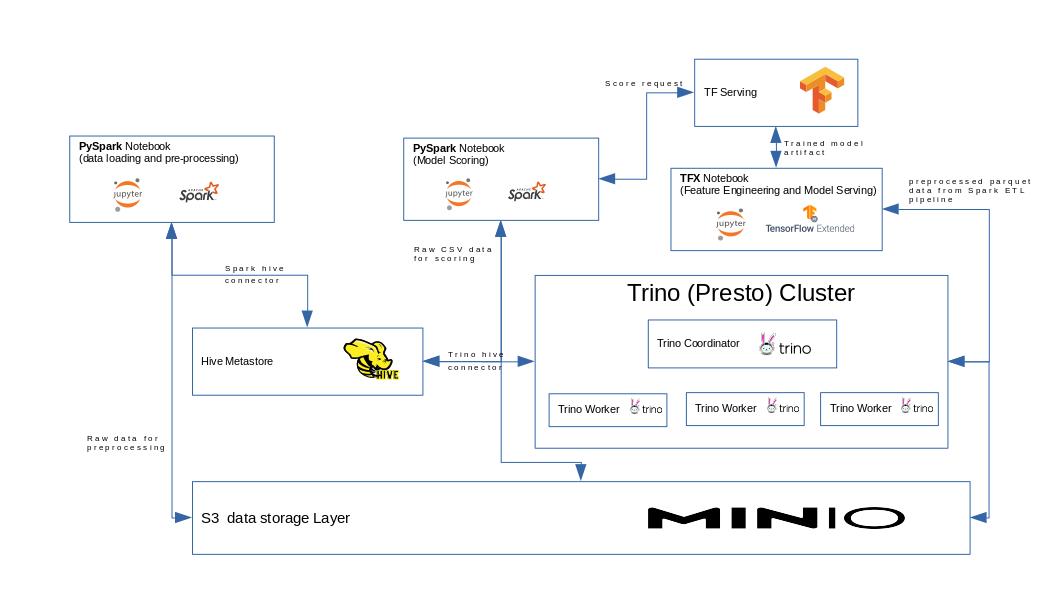 Score request
TF Serving
PySpark Notebook
(data loading and pre-processing)
jupyter
APACHE
Spark
PySpark Notebook
(Model Scoring)
jupyter
APACHE
Spark
Trained model
artifact
TFX Notebook
(Feature Engineering and Model Serving)
jupyter
TensorFlow Extended
preprocessed parquet
data from Spark ETL
pipeline
Raw CSV data
for scoring
Spark hive
connector
Trino (Presto) Cluster
Trino Coordinator
trino
Hive Metastore
HIVE
Trino hive
connector
Trino Worker
trino
Trino Worker
trino
Trino Worker
trino
Raw data for
preprocessing
S3 data storage Layer
MINIO